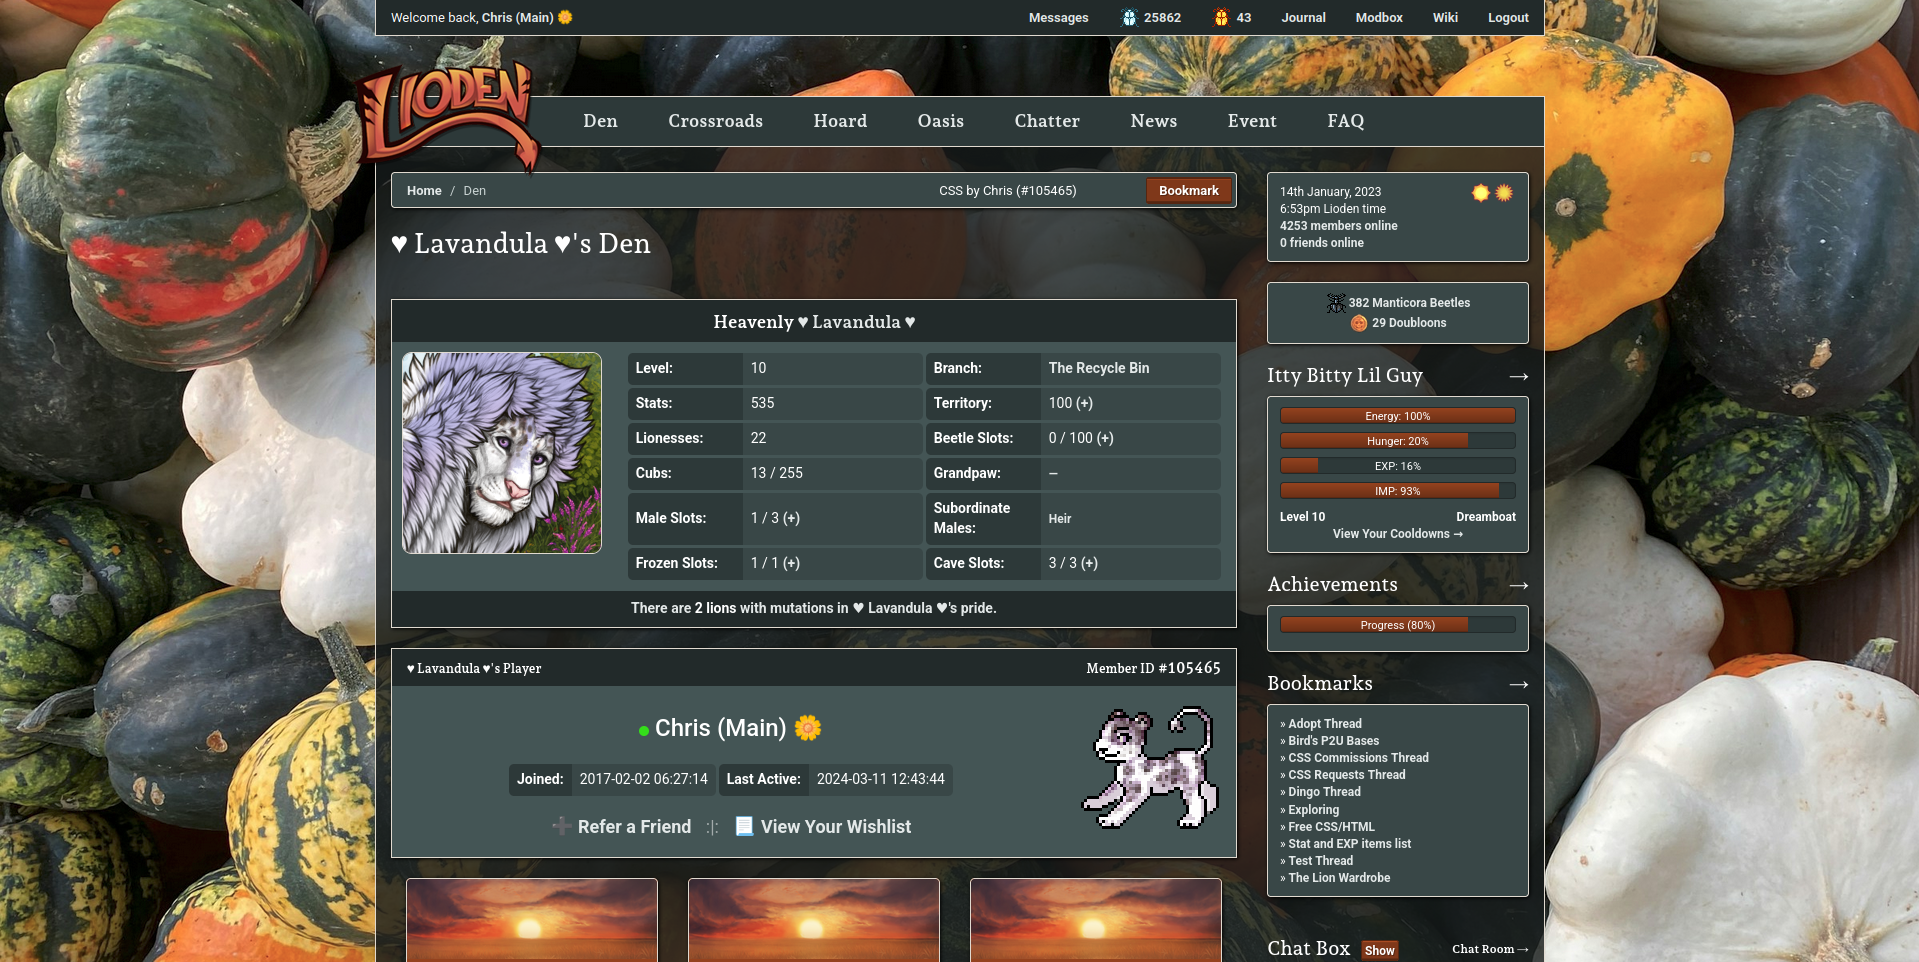 Welcome back, Chris (Main) 🌼
Messages 25862 43 Journal Modbox Wiki Logout
LIODEN
Den Crossroads Hoard Oasis Chatter News Event FAQ
Home / Den CSS by Chris (#105465) Bookmark
♥ Lavandula ♥'s Den
Heavenly ♥ Lavandula ♥
Level: 10 Branch: The Recycle Bin
Stats: 535 Territory: 100 (+)
Lionesses: 22 Beetle Slots: 0 / 100 (+)
Cubs: 13 / 255 Grandpaw: —
Male Slots: 1 / 3 (+) Subordinate Males: Heir
Frozen Slots: 1 / 1 (+) Cave Slots: 3 / 3 (+)
There are 2 lions with mutations in ♥ Lavandula ♥'s pride.
♥ Lavandula ♥'s Player Member ID #105465
Chris (Main) 🌼
Joined: 2017-02-02 06:27:14 Last Active: 2024-03-11 12:43:44
➕ Refer a Friend :|: 📃 View Your Wishlist
14th January, 2023
6:53pm Lioden time
4253 members online
0 friends online
382 Manticora Beetles
29 Doubloons
Itty Bitty Lil Guy →
Energy: 100%
Hunger: 20%
EXP: 16%
IMP: 93%
Level 10 Dreamboat
View Your Cooldowns →
Achievements →
Progress (80%)
Bookmarks →
» Adopt Thread
» Bird's P2U Bases
» CSS Commissions Thread
» CSS Requests Thread
» Dingo Thread
» Exploring
» Free CSS/HTML
» Stat and EXP items list
» Test Thread
» The Lion Wardrobe
Chat Box Show Chat Room →